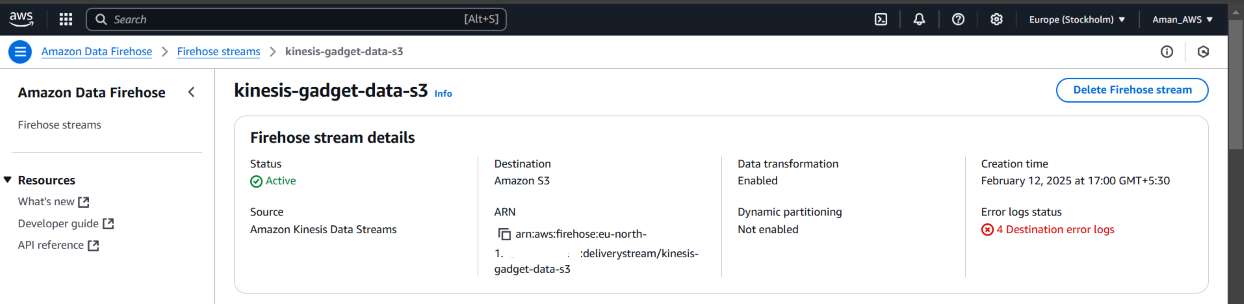 aws
Search [Alt+S] Europe (Stockholm) Aman_AWS
Amazon Data Firehose Firehose streams kinesis-gadget-data-s3
Amazon Data Firehose
Firehose streams
Resources
What's new
Developer guide
API reference
kinesis-gadget-data-s3 Info Delete Firehose stream
Firehose stream details
Status
Active
Source
Amazon Kinesis Data Streams
Destination
Amazon S3
ARN
arn:aws:firehose:eu-north-
1. :deliverystream/kinesis-
gadget-data-s3
Data transformation
Enabled
Dynamic partitioning
Not enabled
Creation time
February 12, 2025 at 17:00 GMT+5:30
Error logs status
4 Destination error logs